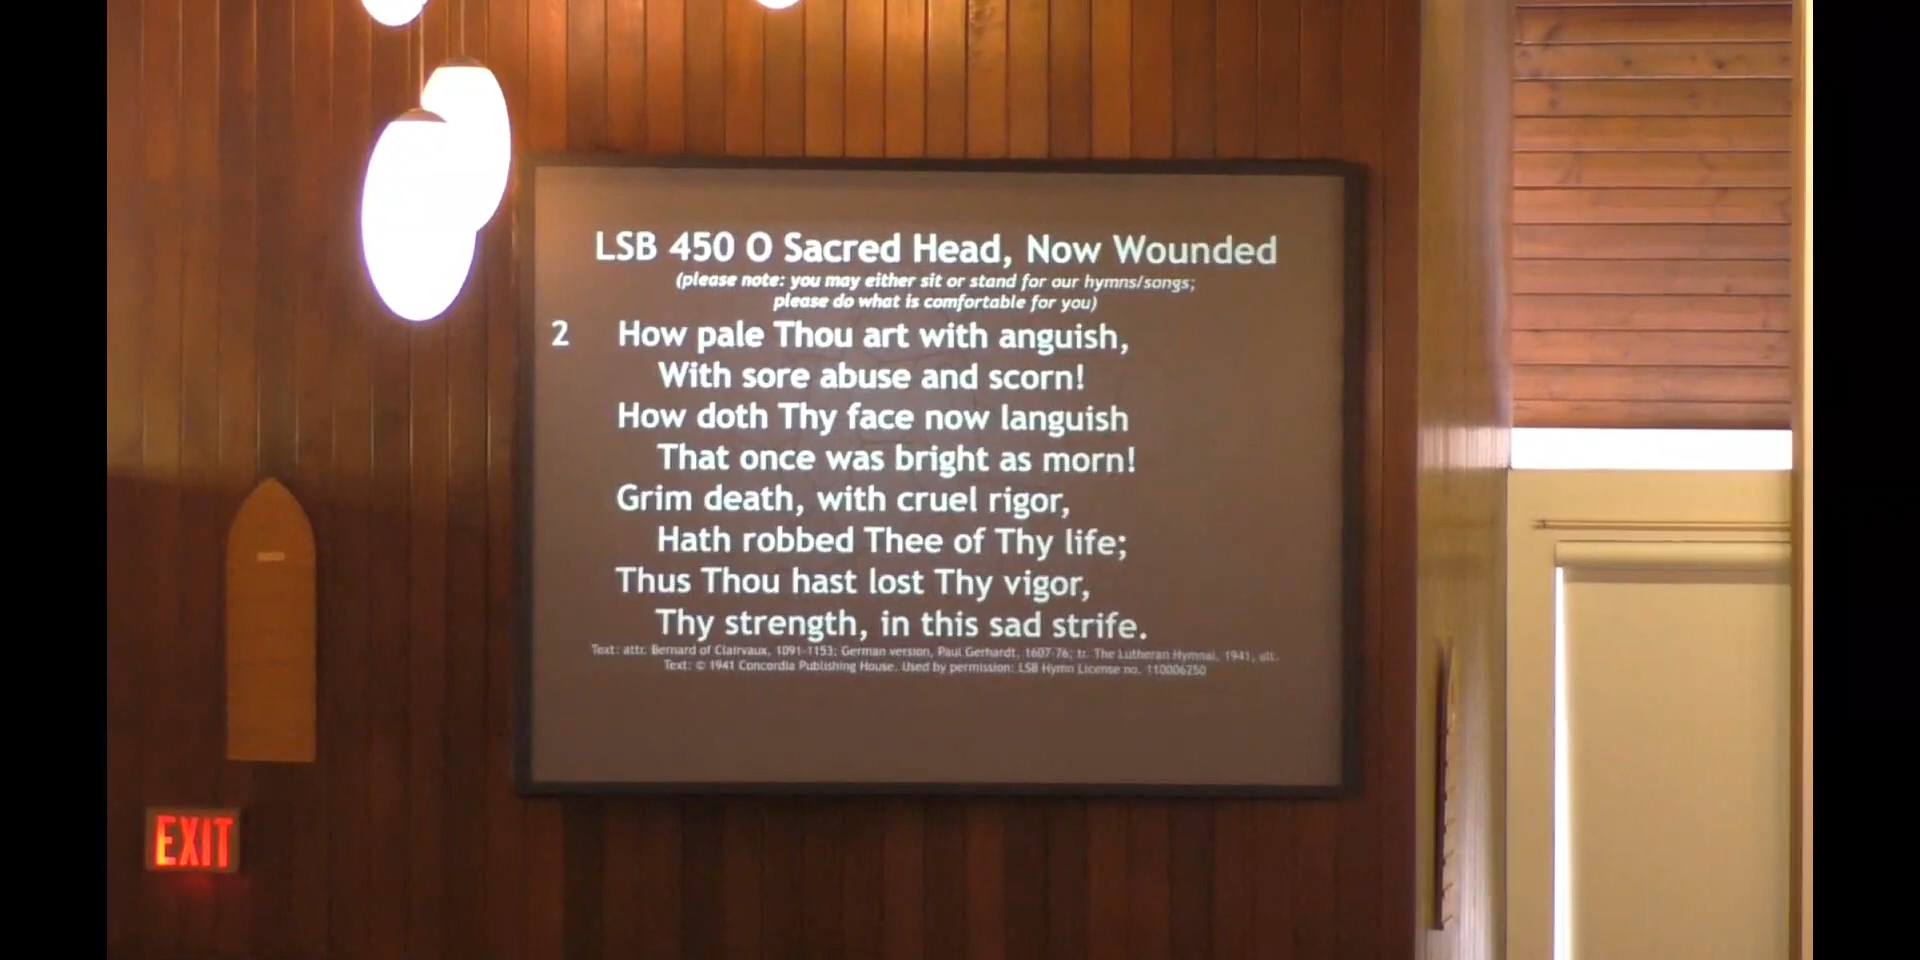 LSB 450 O Sacred Head, Now Wounded
(please note: you may either sit or stand for our hymns/songs;
please do what is comfortable for you)
2 How pale Thou art with anguish,
With sore abuse and scorn!
How doth Thy face now languish
That once was bright as morn!
Grim death, with cruel rigor,
Hath robbed Thee of Thy life;
Thus Thou hast lost Thy vigor,
Thy strength, in this sad strife.
Text: attr. Bernard of Clairvaux, 1091-1153; German version, Paul Gerhardt, 1607-76; tr. The Lutheran Hymnal, 1941, alt.
Text: © 1941 Concordia Publishing House. Used by permission: LSB Hymn License no. 110006250
EXIT